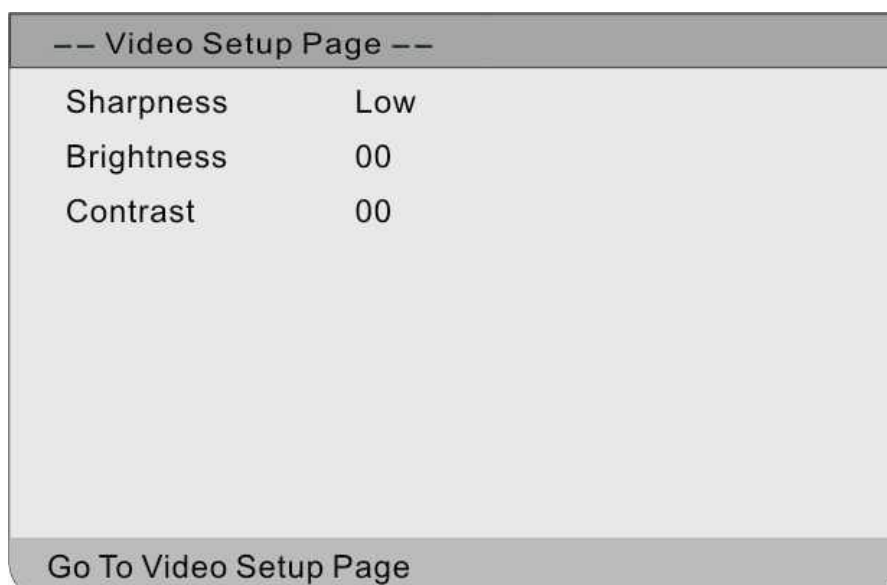 -- Video Setup Page --
Sharpness Low
Brightness 00
Contrast 00
Go To Video Setup Page